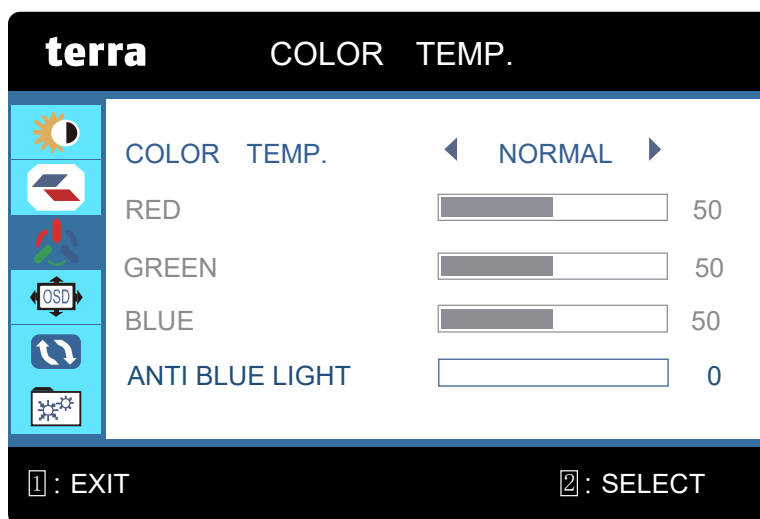 terra COLOR TEMP.
COLOR TEMP. NORMAL
RED 50
GREEN 50
OSD
BLUE 50
ANTI BLUE LIGHT 0
1 : EXIT 2 : SELECT